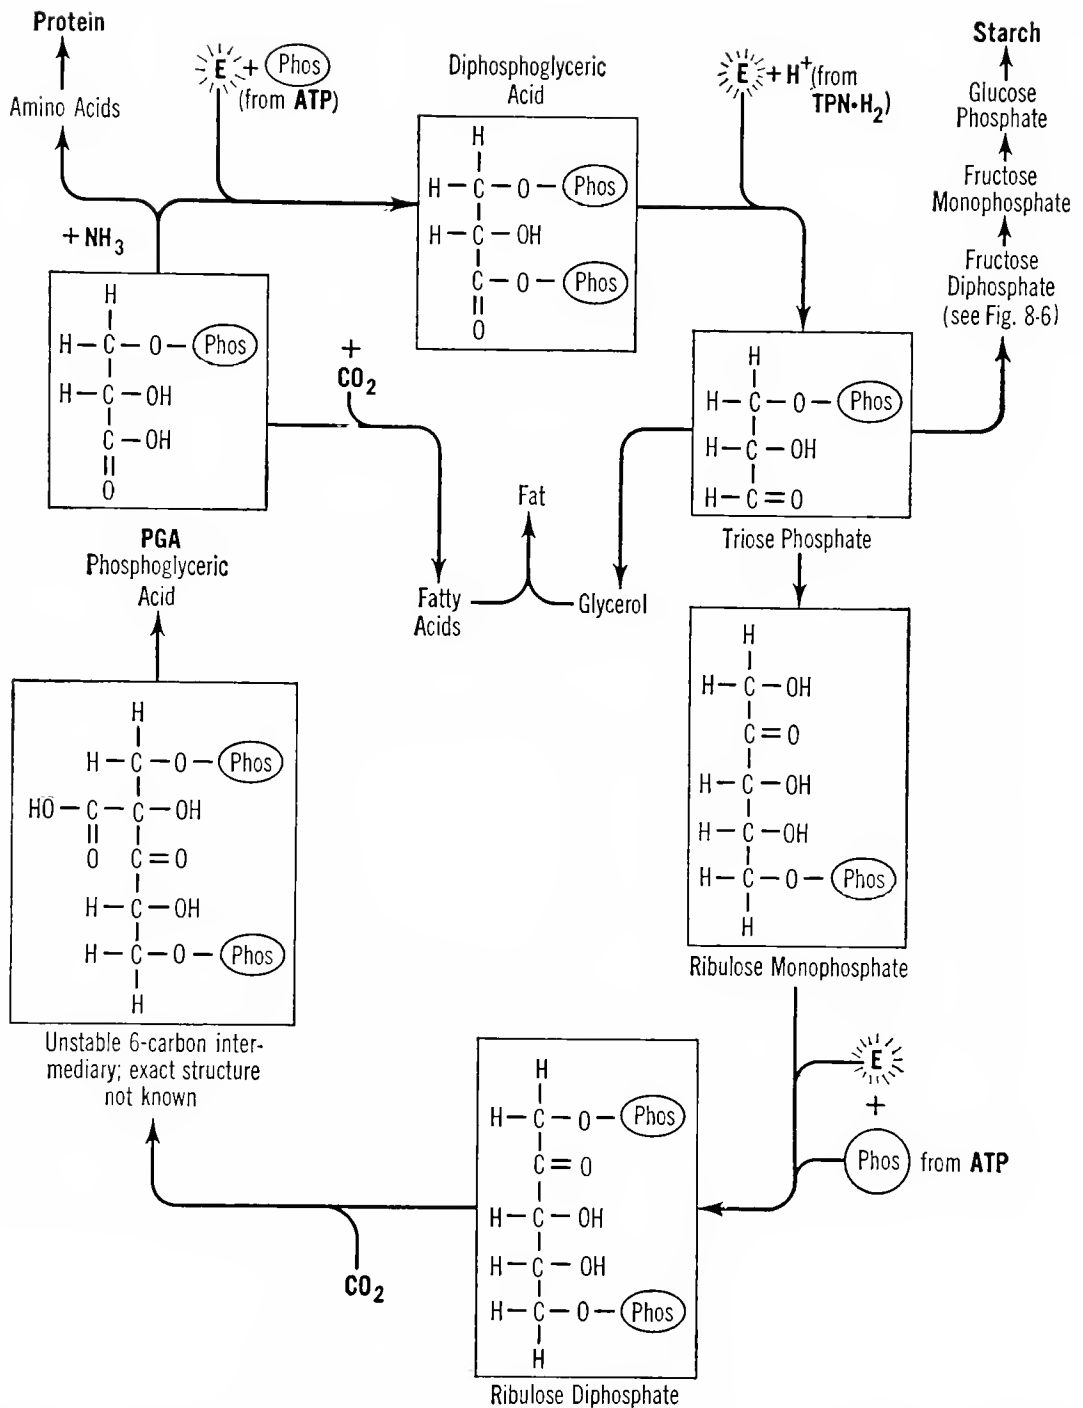 Protein
Amino Acids
+ NH₃
E + Phos
(from ATP)
Diphosphoglyceric
Acid
H
H – C – O – Phos
H – C – OH
C – O – Phos
O
E + H⁺ (from
TPN•H₂)
Starch
Glucose
Phosphate
Fructose
Monophosphate
Fructose
Diphosphate
(see Fig. 8-6)
H
H – C – O – Phos
H – C – OH
C – OH
O
PGA
Phosphoglyceric
Acid
+
CO₂
Fatty
Acids
Fat
Glycerol
H
H – C – O – Phos
H – C – OH
H – C = O
Triose Phosphate
H
H – C – OH
C = O
H – C – OH
H – C – OH
H – C – O – Phos
H
Ribulose Monophosphate
E
+
Phos from ATP
H
H – C – O – Phos
C = O
H – C – OH
H – C – OH
H – C – O – Phos
H
Ribulose Diphosphate
CO₂
H
H – C – O – Phos
HO – C – C – OH
O C = O
H – C – OH
H – C – O – Phos
H
Unstable 6-carbon inter-
mediary; exact structure
not known